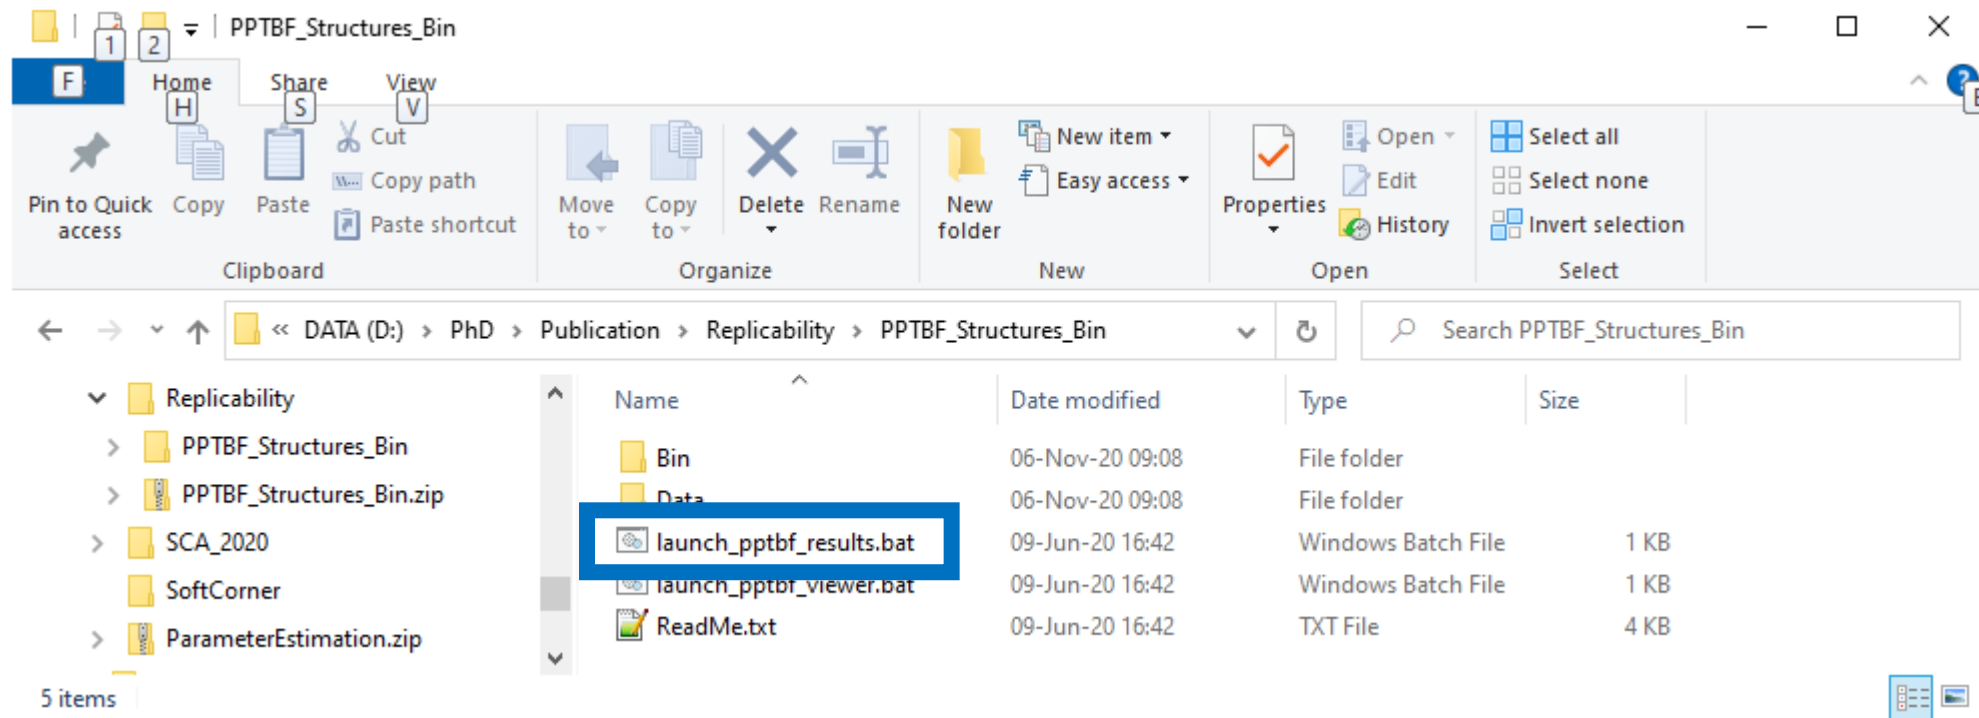 PPTBF_Structures_Bin
1 2
F Home Share View
H S V
Cut New item Open Select all
Copy path Easy access Edit Select none
Pin to Quick access Copy Paste Paste shortcut Move to Copy to Delete Rename New folder Properties History Invert selection
Clipboard Organize New Open Select
« DATA (D:) > PhD > Publication > Replicability > PPTBF_Structures_Bin Search PPTBF_Structures_Bin
Replicability
PPTBF_Structures_Bin
PPTBF_Structures_Bin.zip
SCA_2020
SoftCorner
ParameterEstimation.zip
Name Date modified Type Size
Bin 06-Nov-20 09:08 File folder
Data 06-Nov-20 09:08 File folder
launch_pptbf_results.bat 09-Jun-20 16:42 Windows Batch File 1 KB
launch_pptbf_viewer.bat 09-Jun-20 16:42 Windows Batch File 1 KB
ReadMe.txt 09-Jun-20 16:42 TXT File 4 KB
5 items